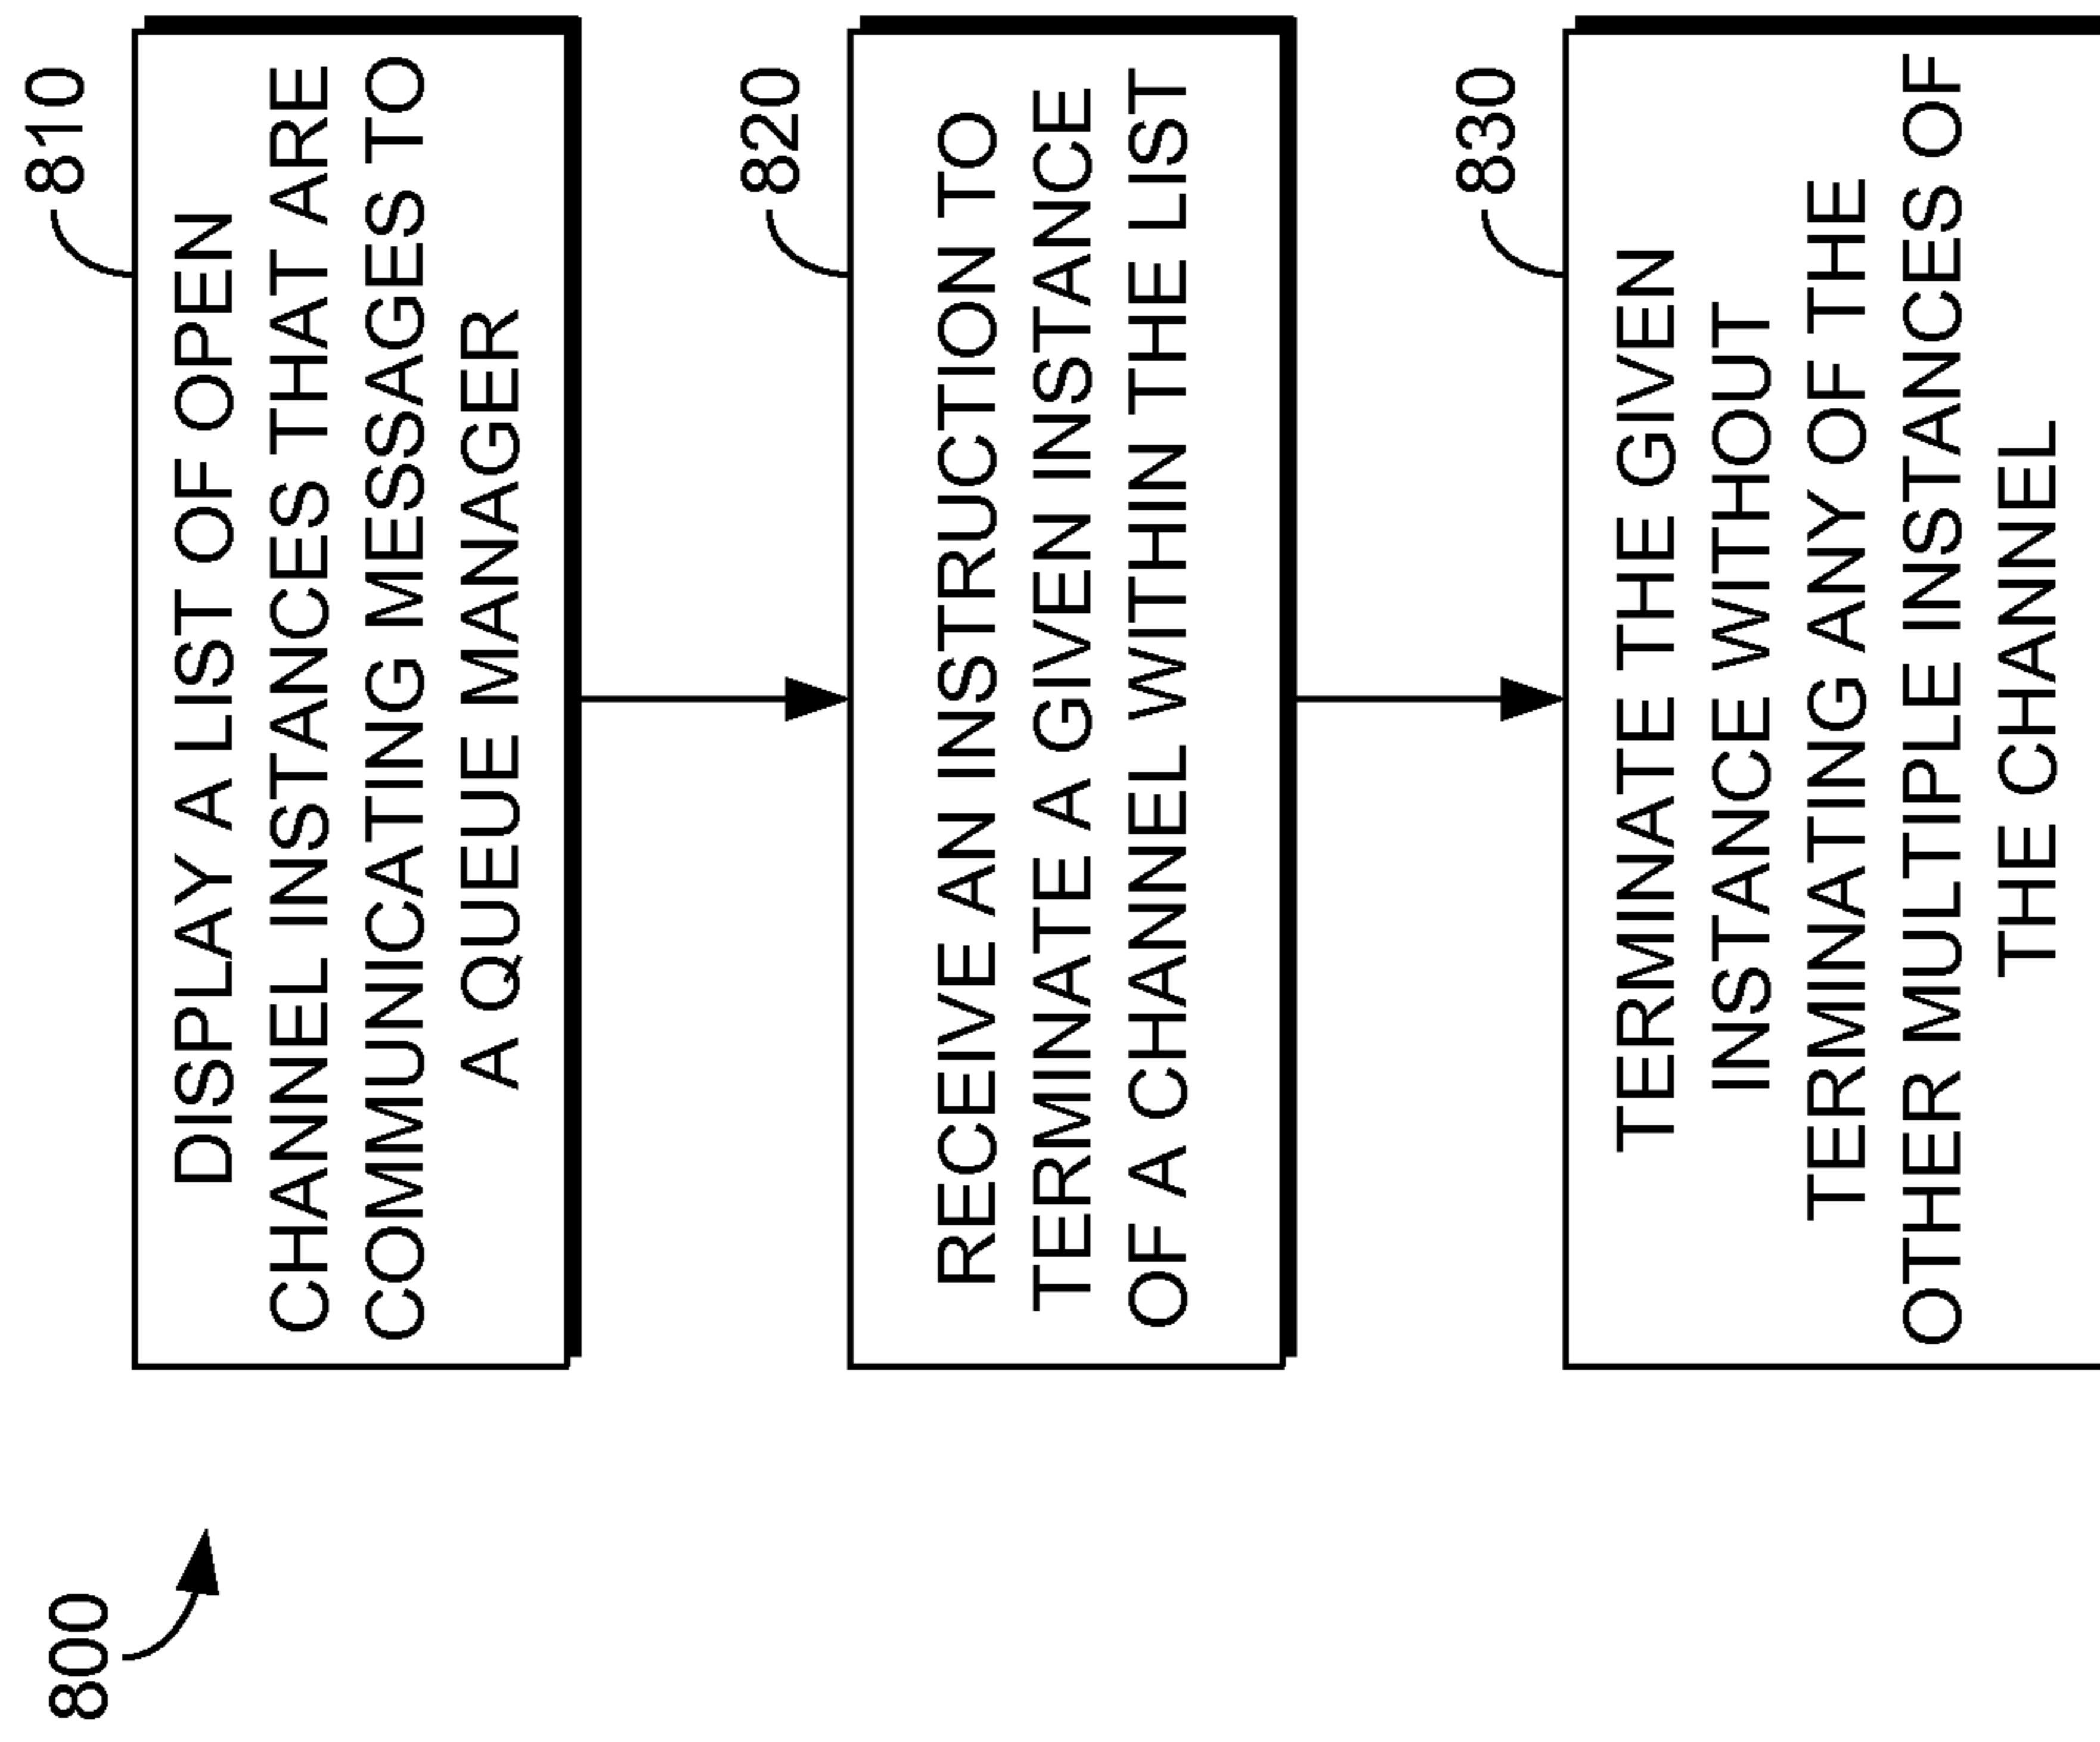 800
810
DISPLAY A LIST OF OPEN
CHANNEL INSTANCES THAT ARE
COMMUNICATING MESSAGES TO
A QUEUE MANAGER
820
RECEIVE AN INSTRUCTION TO
TERMINATE A GIVEN INSTANCE
OF A CHANNEL WITHIN THE LIST
830
TERMINATE THE GIVEN
INSTANCE WITHOUT
TERMINATING ANY OF THE
OTHER MULTIPLE INSTANCES OF
THE CHANNEL